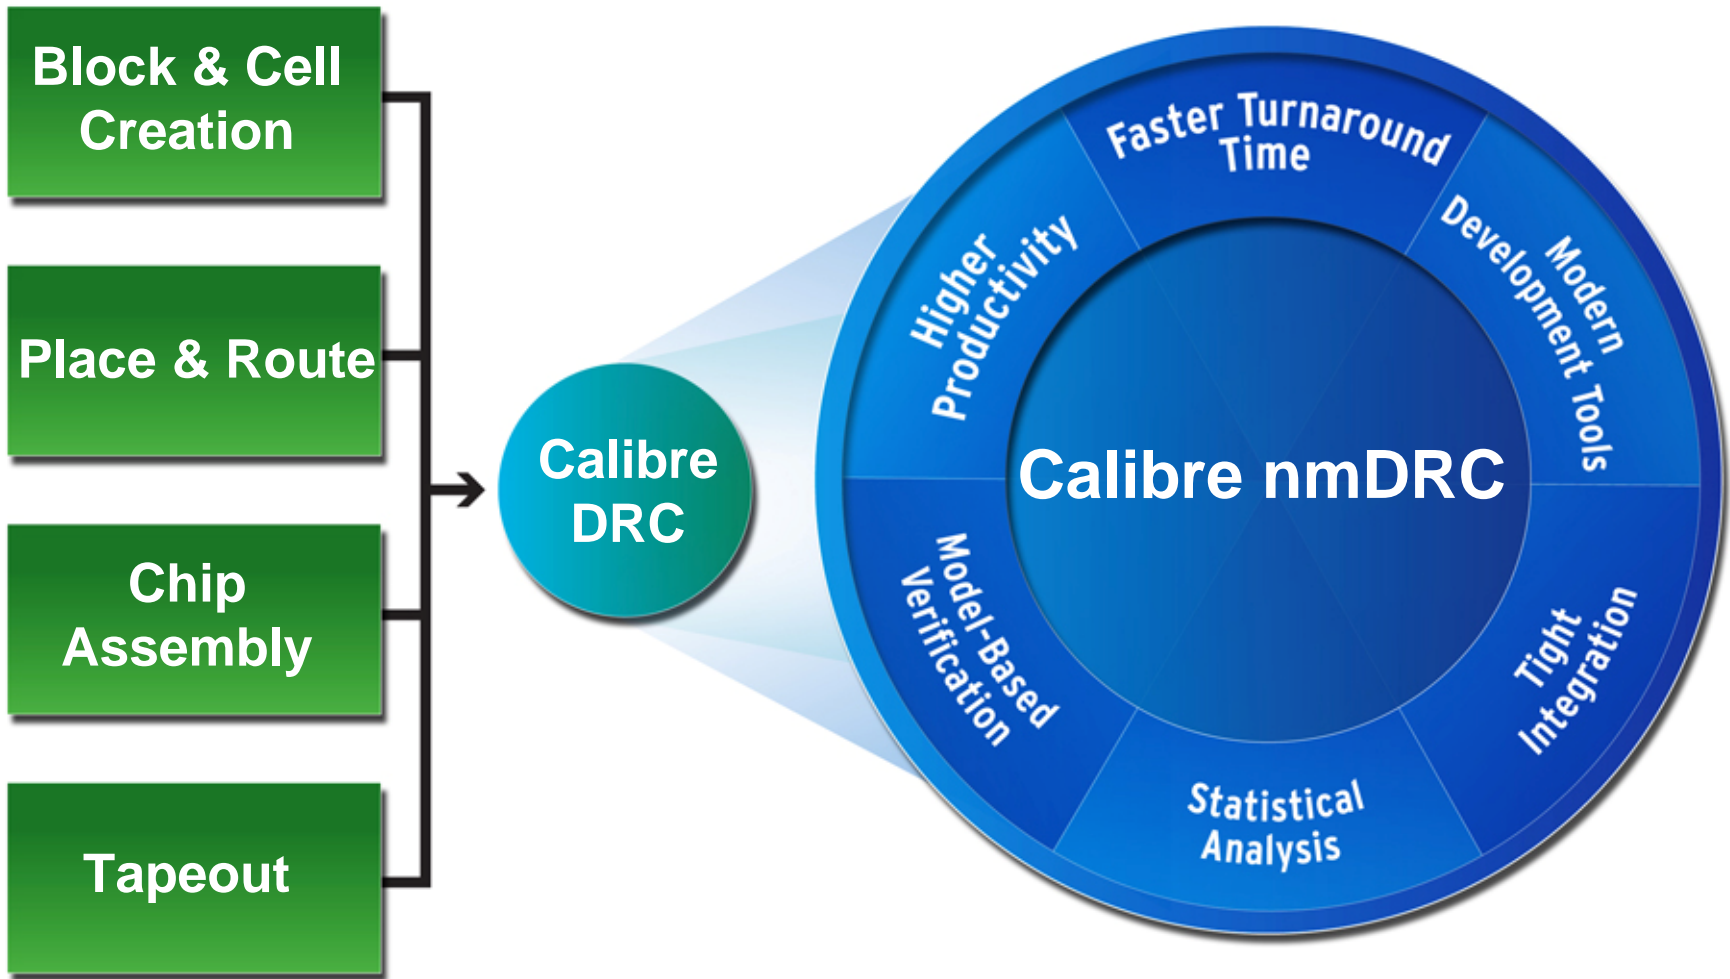 Block & Cell
Creation
Place & Route
Chip
Assembly
Tapeout
Calibre
DRC
Calibre nmDRC
Faster Turnaround
Time
Modern
Development Tools
Tight
Integration
Statistical
Analysis
Model-Based
Verification
Higher
Productivity